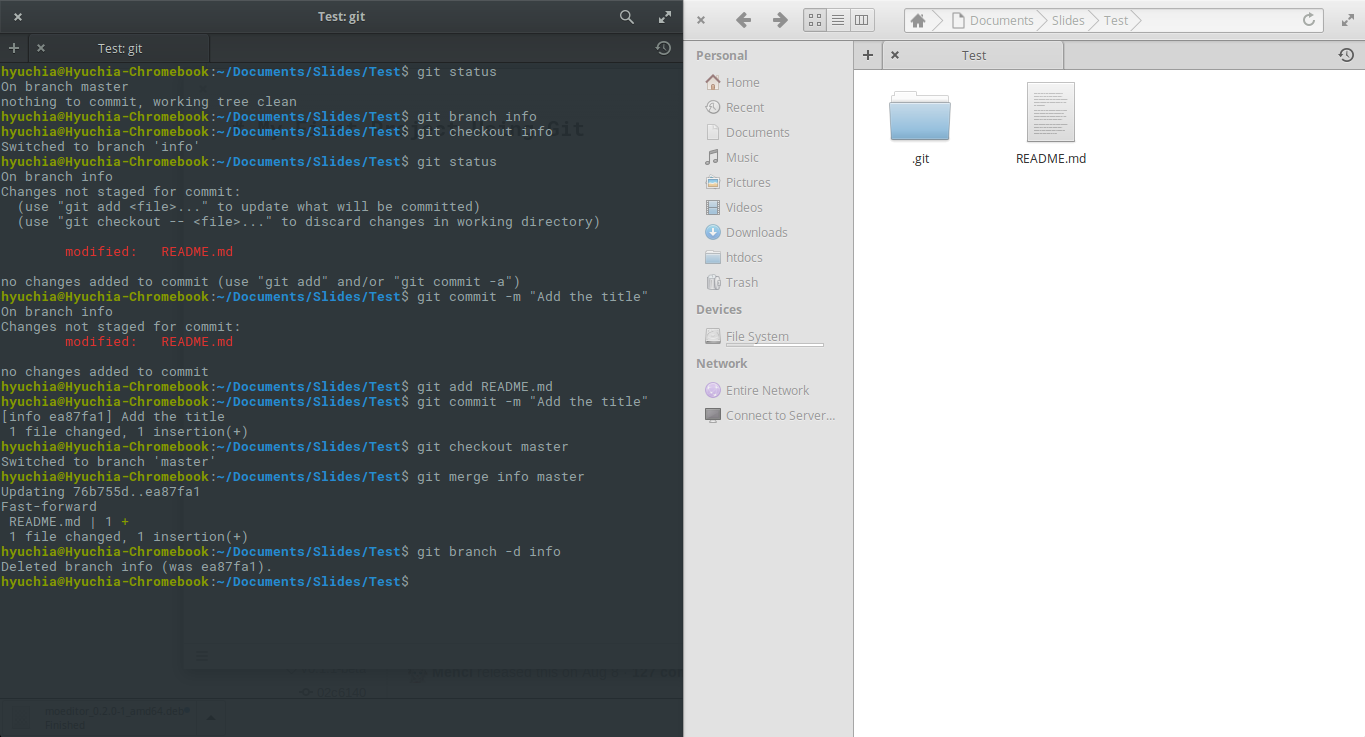 Test: git
Test: git
hyuchia@Hyuchia-Chromebook:~/Documents/Slides/Test$ git status
On branch master
nothing to commit, working tree clean
hyuchia@Hyuchia-Chromebook:~/Documents/Slides/Test$ git branch info
hyuchia@Hyuchia-Chromebook:~/Documents/Slides/Test$ git checkout info
Switched to branch 'info'
hyuchia@Hyuchia-Chromebook:~/Documents/Slides/Test$ git status
On branch info
Changes not staged for commit:
  (use "git add <file>..." to update what will be committed)
  (use "git checkout -- <file>..." to discard changes in working directory)
        modified:   README.md
no changes added to commit (use "git add" and/or "git commit -a")
hyuchia@Hyuchia-Chromebook:~/Documents/Slides/Test$ git commit -m "Add the title"
On branch info
Changes not staged for commit:
        modified:   README.md
no changes added to commit
hyuchia@Hyuchia-Chromebook:~/Documents/Slides/Test$ git add README.md
hyuchia@Hyuchia-Chromebook:~/Documents/Slides/Test$ git commit -m "Add the title"
[info ea87fa1] Add the title
 1 file changed, 1 insertion(+)
hyuchia@Hyuchia-Chromebook:~/Documents/Slides/Test$ git checkout master
Switched to branch 'master'
hyuchia@Hyuchia-Chromebook:~/Documents/Slides/Test$ git merge info master
Updating 76b755d..ea87fa1
Fast-forward
 README.md | 1 +
 1 file changed, 1 insertion(+)
hyuchia@Hyuchia-Chromebook:~/Documents/Slides/Test$ git branch -d info
Deleted branch info (was ea87fa1).
hyuchia@Hyuchia-Chromebook:~/Documents/Slides/Test$
Git
Finished
Documents Slides Test
Test
Personal
Home
Recent
Documents
Music
Pictures
Videos
Downloads
htdocs
Trash
Devices
File System
Network
Entire Network
Connect to Server...
.git
README.md